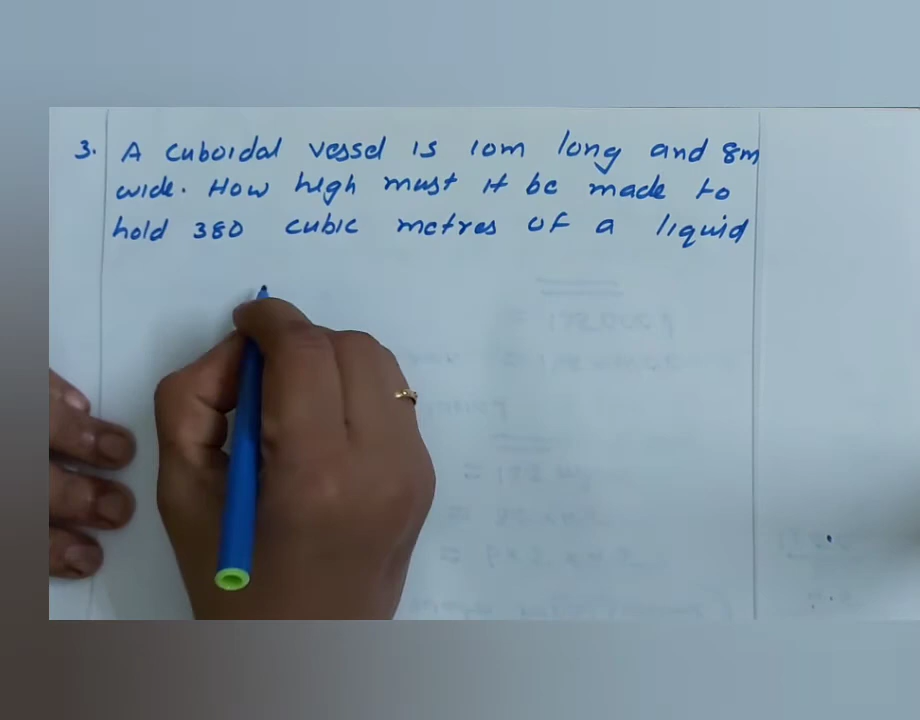 3. A cuboidal vessel is 10m long and 8m
wide. How high must it be made to
hold 380 cubic metres of a liquid